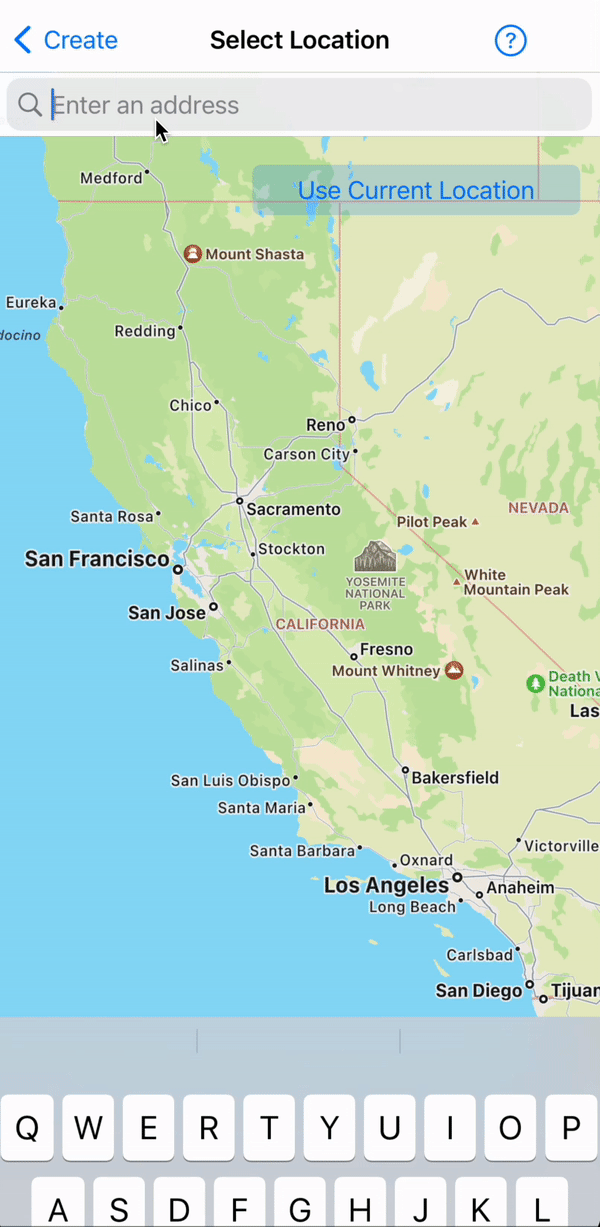 Create
Select Location
?
Enter an address
Medford
Use Current Location
Mount Shasta
Eureka
docino
Redding
Chico
Reno
Carson City
Sacramento
Santa Rosa
Pilot Peak
NEVADA
Stockton
San Francisco
YOSEMITE
NATIONAL
PARK
White
Mountain Peak
San Jose
CALIFORNIA
Fresno
Salinas
Mount Whitney
Death V
Nationa
Las
Bakersfield
San Luis Obispo
Santa Maria
Victorville
Santa Barbara
Oxnard
Los Angeles
Anaheim
Long Beach
Carlsbad
San Diego
Tijuan
Q W E R T Y U I O P
A S D F G H J K L